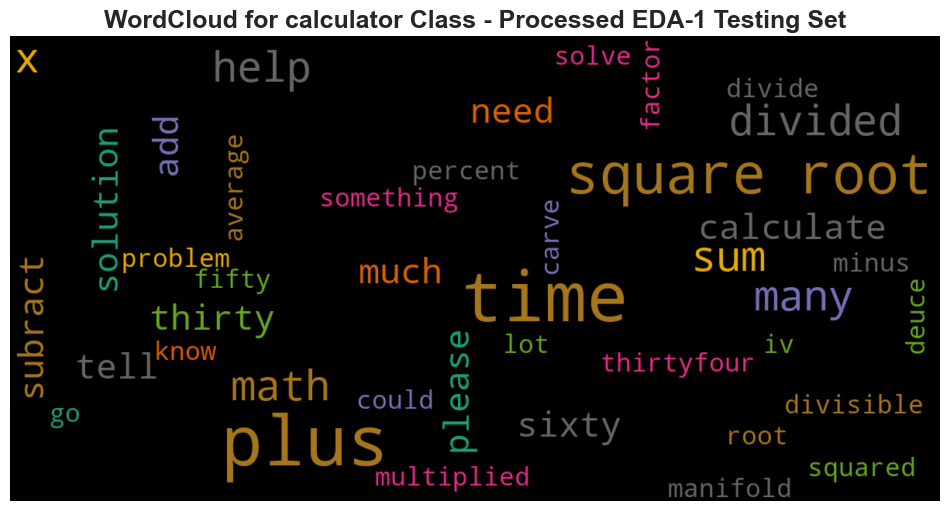 WordCloud for calculator Class - Processed EDA-1 Testing Set
x
help
solve
factor
divide
need
divided
add
solution
average
percent
square root
something
carve
calculate
problem
sum
minus
fifty
much
time
many
subract
thirty
deuce
know
please
lot
iv
tell
thirtyfour
math
could
go
divisible
plus
sixty
root
multiplied
squared
manifold